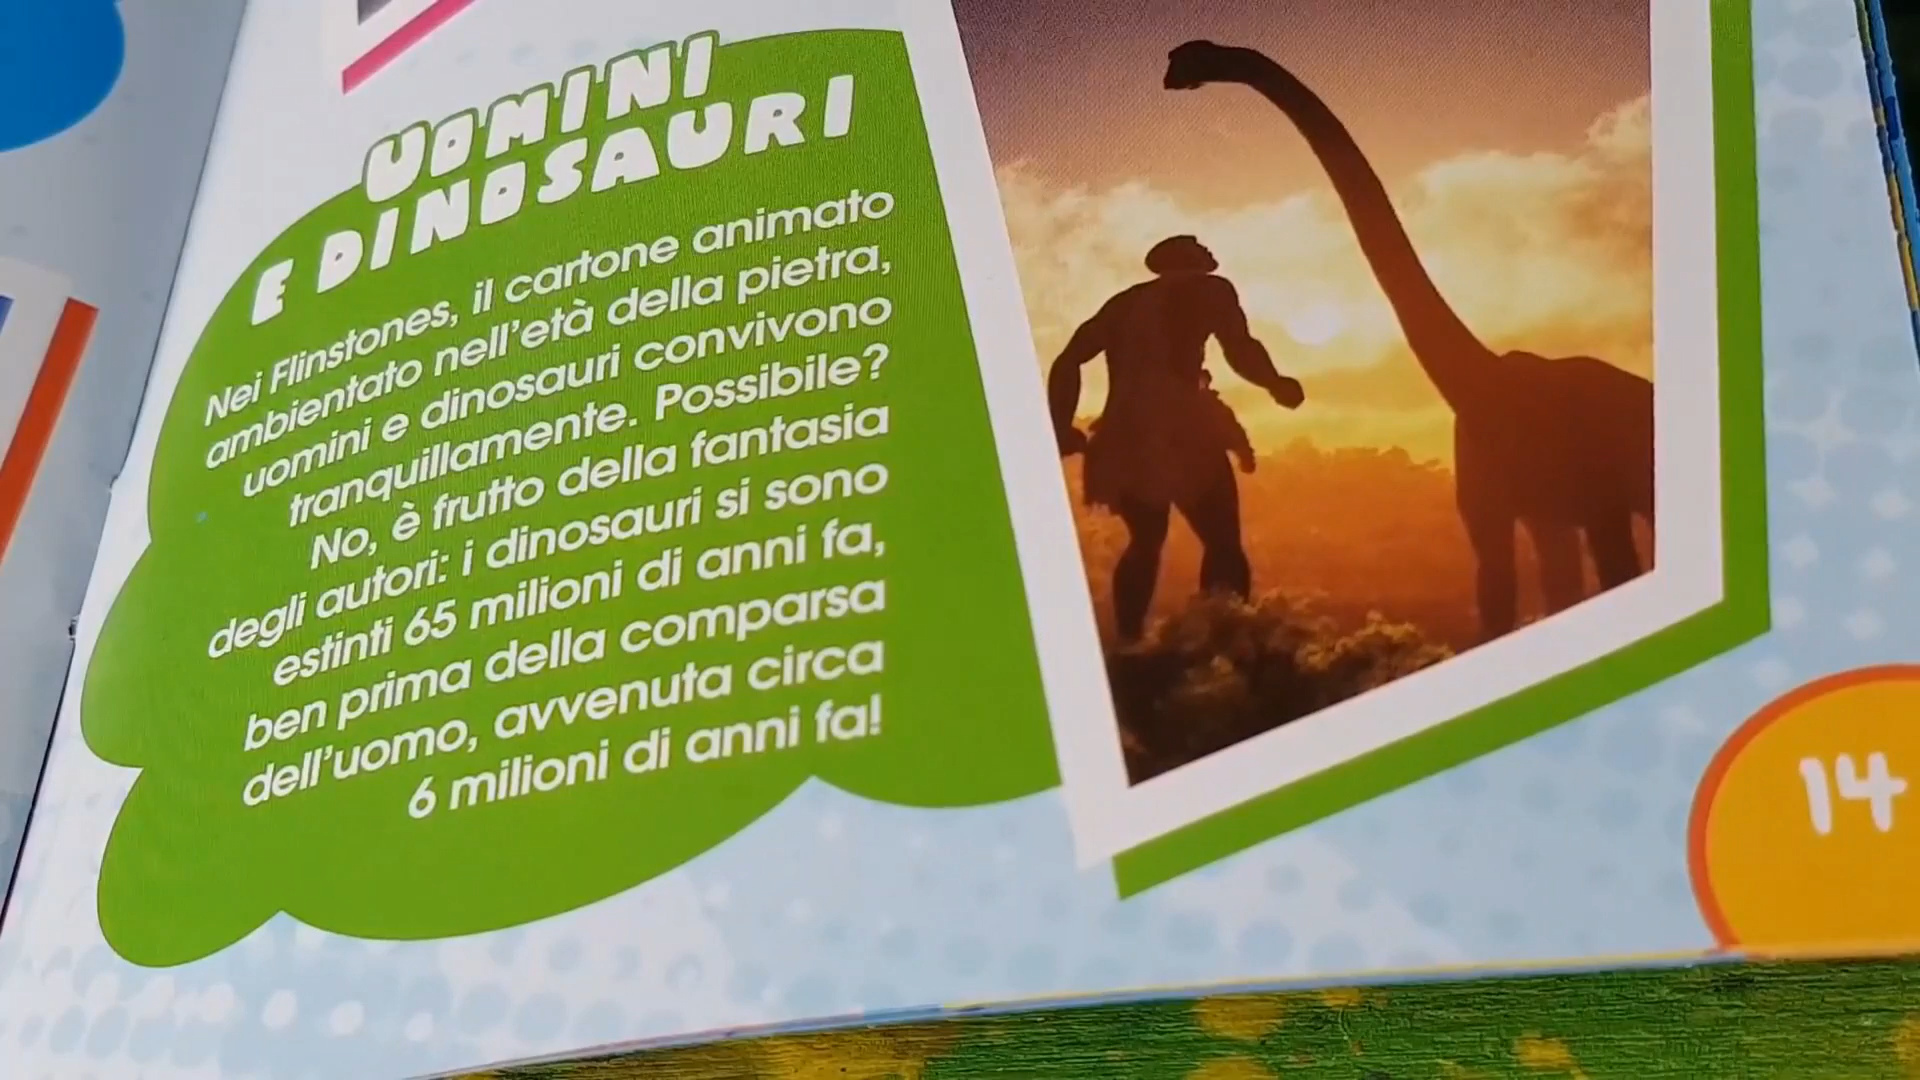 UOMINI
E DINOSAURI
Nei Flinstones, il cartone animato
ambientato nell'età della pietra,
uomini e dinosauri convivono
tranquillamente. Possibile?
No, è frutto della fantasia
degli autori: i dinosauri si sono
estinti 65 milioni di anni fa,
ben prima della comparsa
dell'uomo, avvenuta circa
6 milioni di anni fa!
14